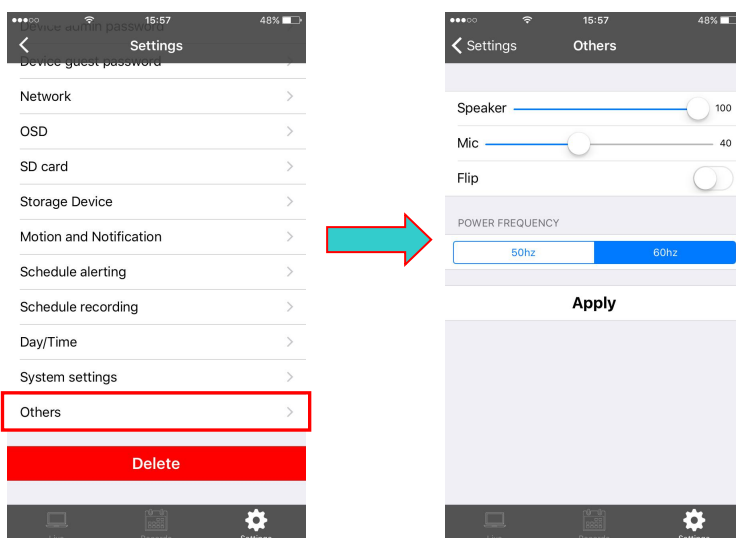 15:57
48%
Device admin password
Settings
Device guest password
Network
OSD
SD card
Storage Device
Motion and Notification
Schedule alerting
Schedule recording
Day/Time
System settings
Others
Delete
15:57
48%
Settings
Others
Speaker
100
Mic
40
Flip
POWER FREQUENCY
50hz
60hz
Apply